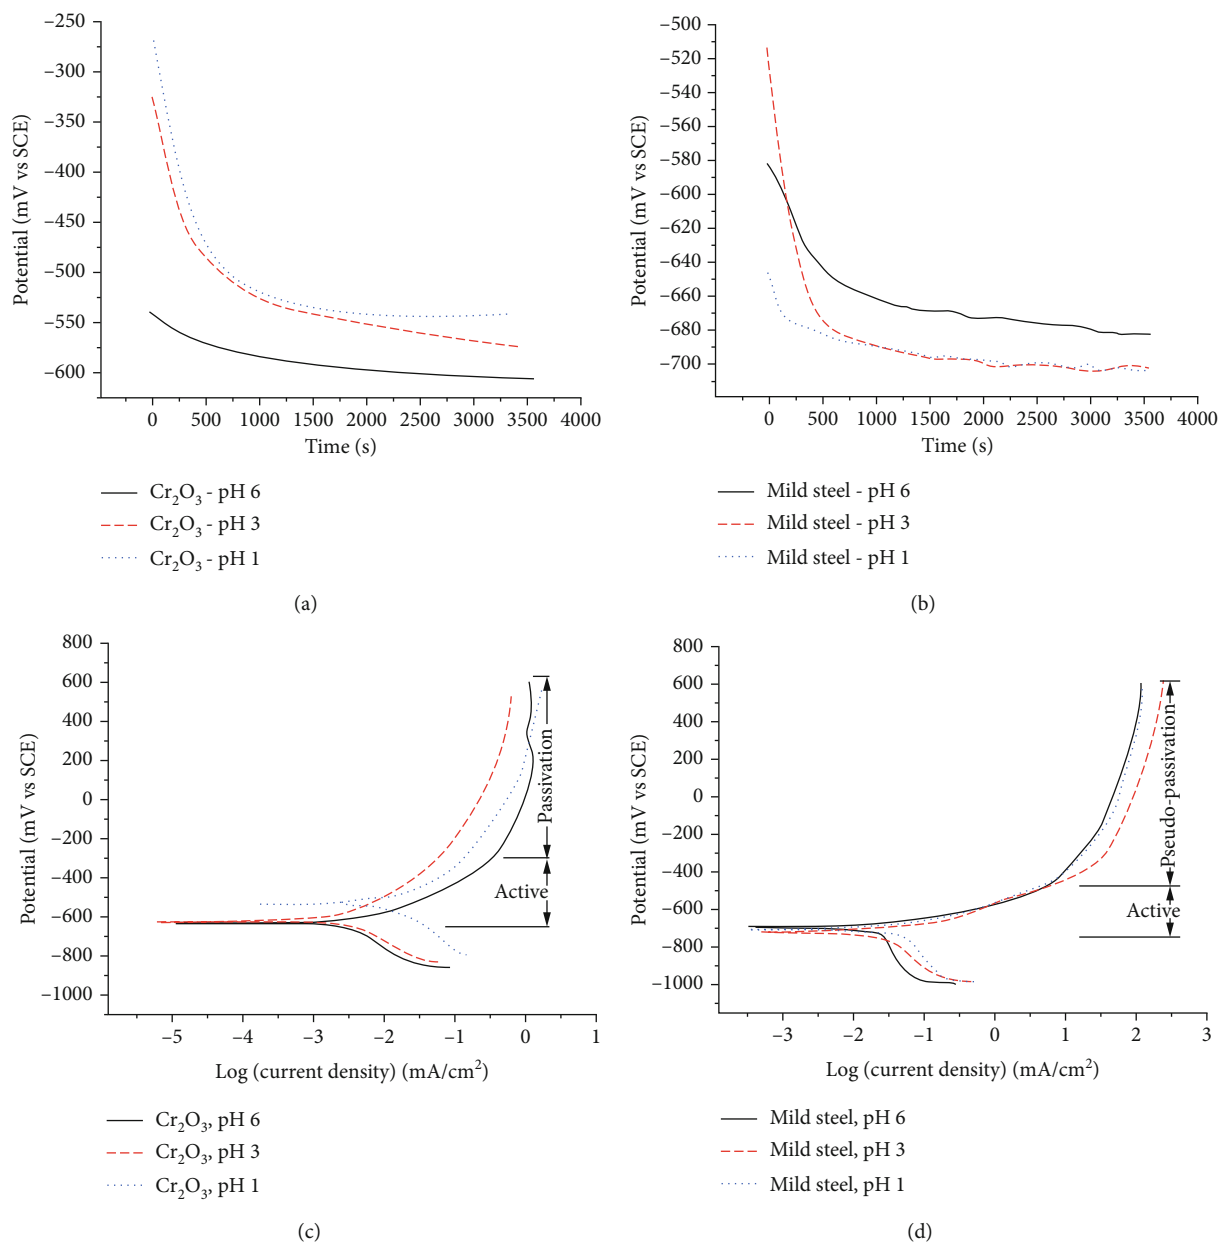 −250
−300
−350
−400
−450
−500
−550
−600
Potential (mV vs SCE)
0 500 1000 1500 2000 2500 3000 3500 4000
Time (s)
Cr₂O₃ - pH 6
Cr₂O₃ - pH 3
Cr₂O₃ - pH 1
(a)
−500
−520
−540
−560
−580
−600
−620
−640
−660
−680
−700
Potential (mV vs SCE)
0 500 1000 1500 2000 2500 3000 3500 4000
Time (s)
Mild steel - pH 6
Mild steel - pH 3
Mild steel - pH 1
(b)
800
600
400
200
0
−200
−400
−600
−800
−1000
Potential (mV vs SCE)
Passivation
Active
−5 −4 −3 −2 −1 0 1
Log (current density) (mA/cm²)
Cr₂O₃, pH 6
Cr₂O₃, pH 3
Cr₂O₃, pH 1
(c)
800
600
400
200
0
−200
−400
−600
−800
−1000
Potential (mV vs SCE)
Pseudo-passivation
Active
−3 −2 −1 0 1 2 3
Log (current density) (mA/cm²)
Mild steel, pH 6
Mild steel, pH 3
Mild steel, pH 1
(d)